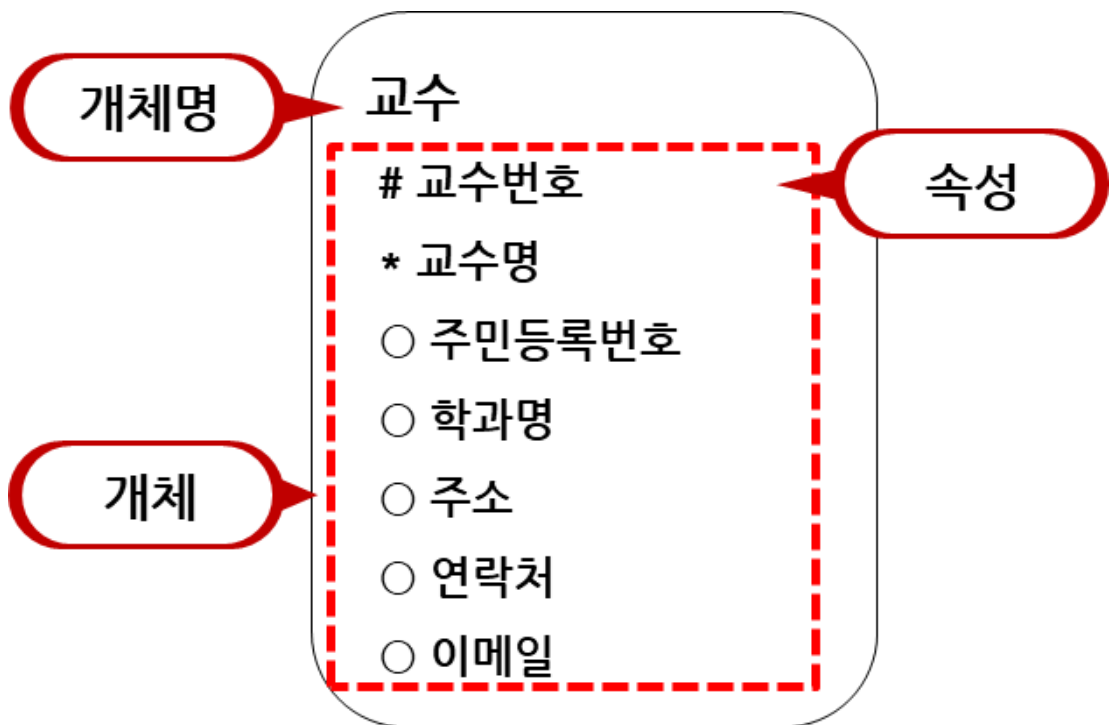 개체명
교수
# 교수번호
속성
* 교수명
○ 주민등록번호
○ 학과명
개체
○ 주소
○ 연락처
○ 이메일